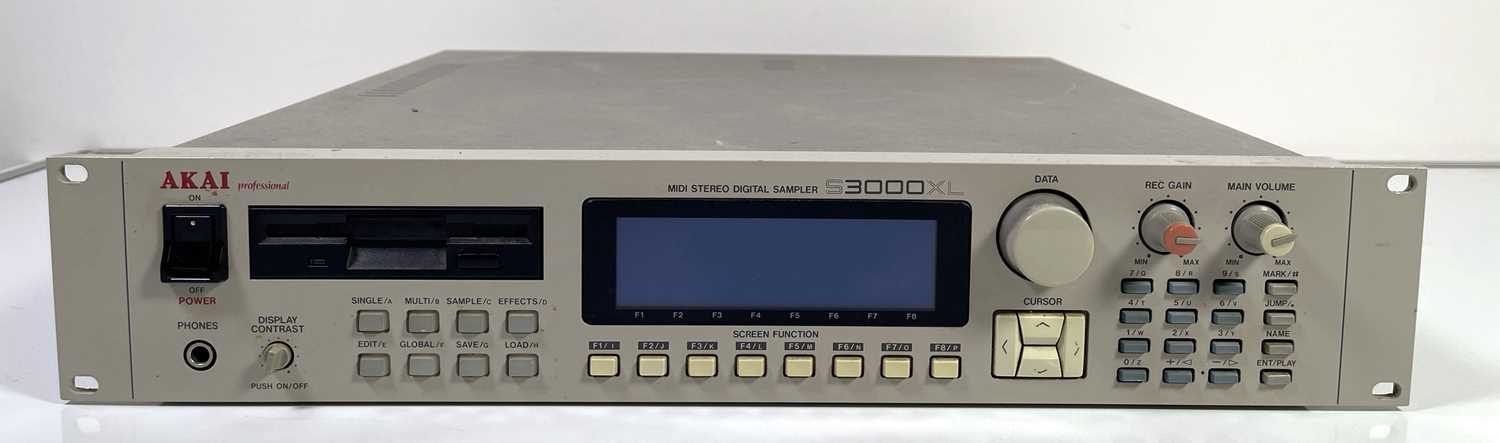 AKAI professional
MIDI STEREO DIGITAL SAMPLER S3000XL
DATA
REC GAIN
MAIN VOLUME
ON
OFF
POWER
MIN MAX
MIN MAX
PHONES
DISPLAY
CONTRAST
PUSH ON/OFF
SINGLE/A MULTI/B SAMPLE/C EFFECTS/D
EDIT/E GLOBAL/F SAVE/G LOAD/H
F1 F2 F3 F4 F5 F6 F7 F8
SCREEN FUNCTION
F1/I F2/J F3/K F4/L F5/M F6/N F7/O F8/P
CURSOR
7/Q 8/R 9/S MARK/#
4/T 5/U 6/V JUMP/.
1/W 2/X 3/Y NAME
0/Z +/◁ −/▷ ENT/PLAY